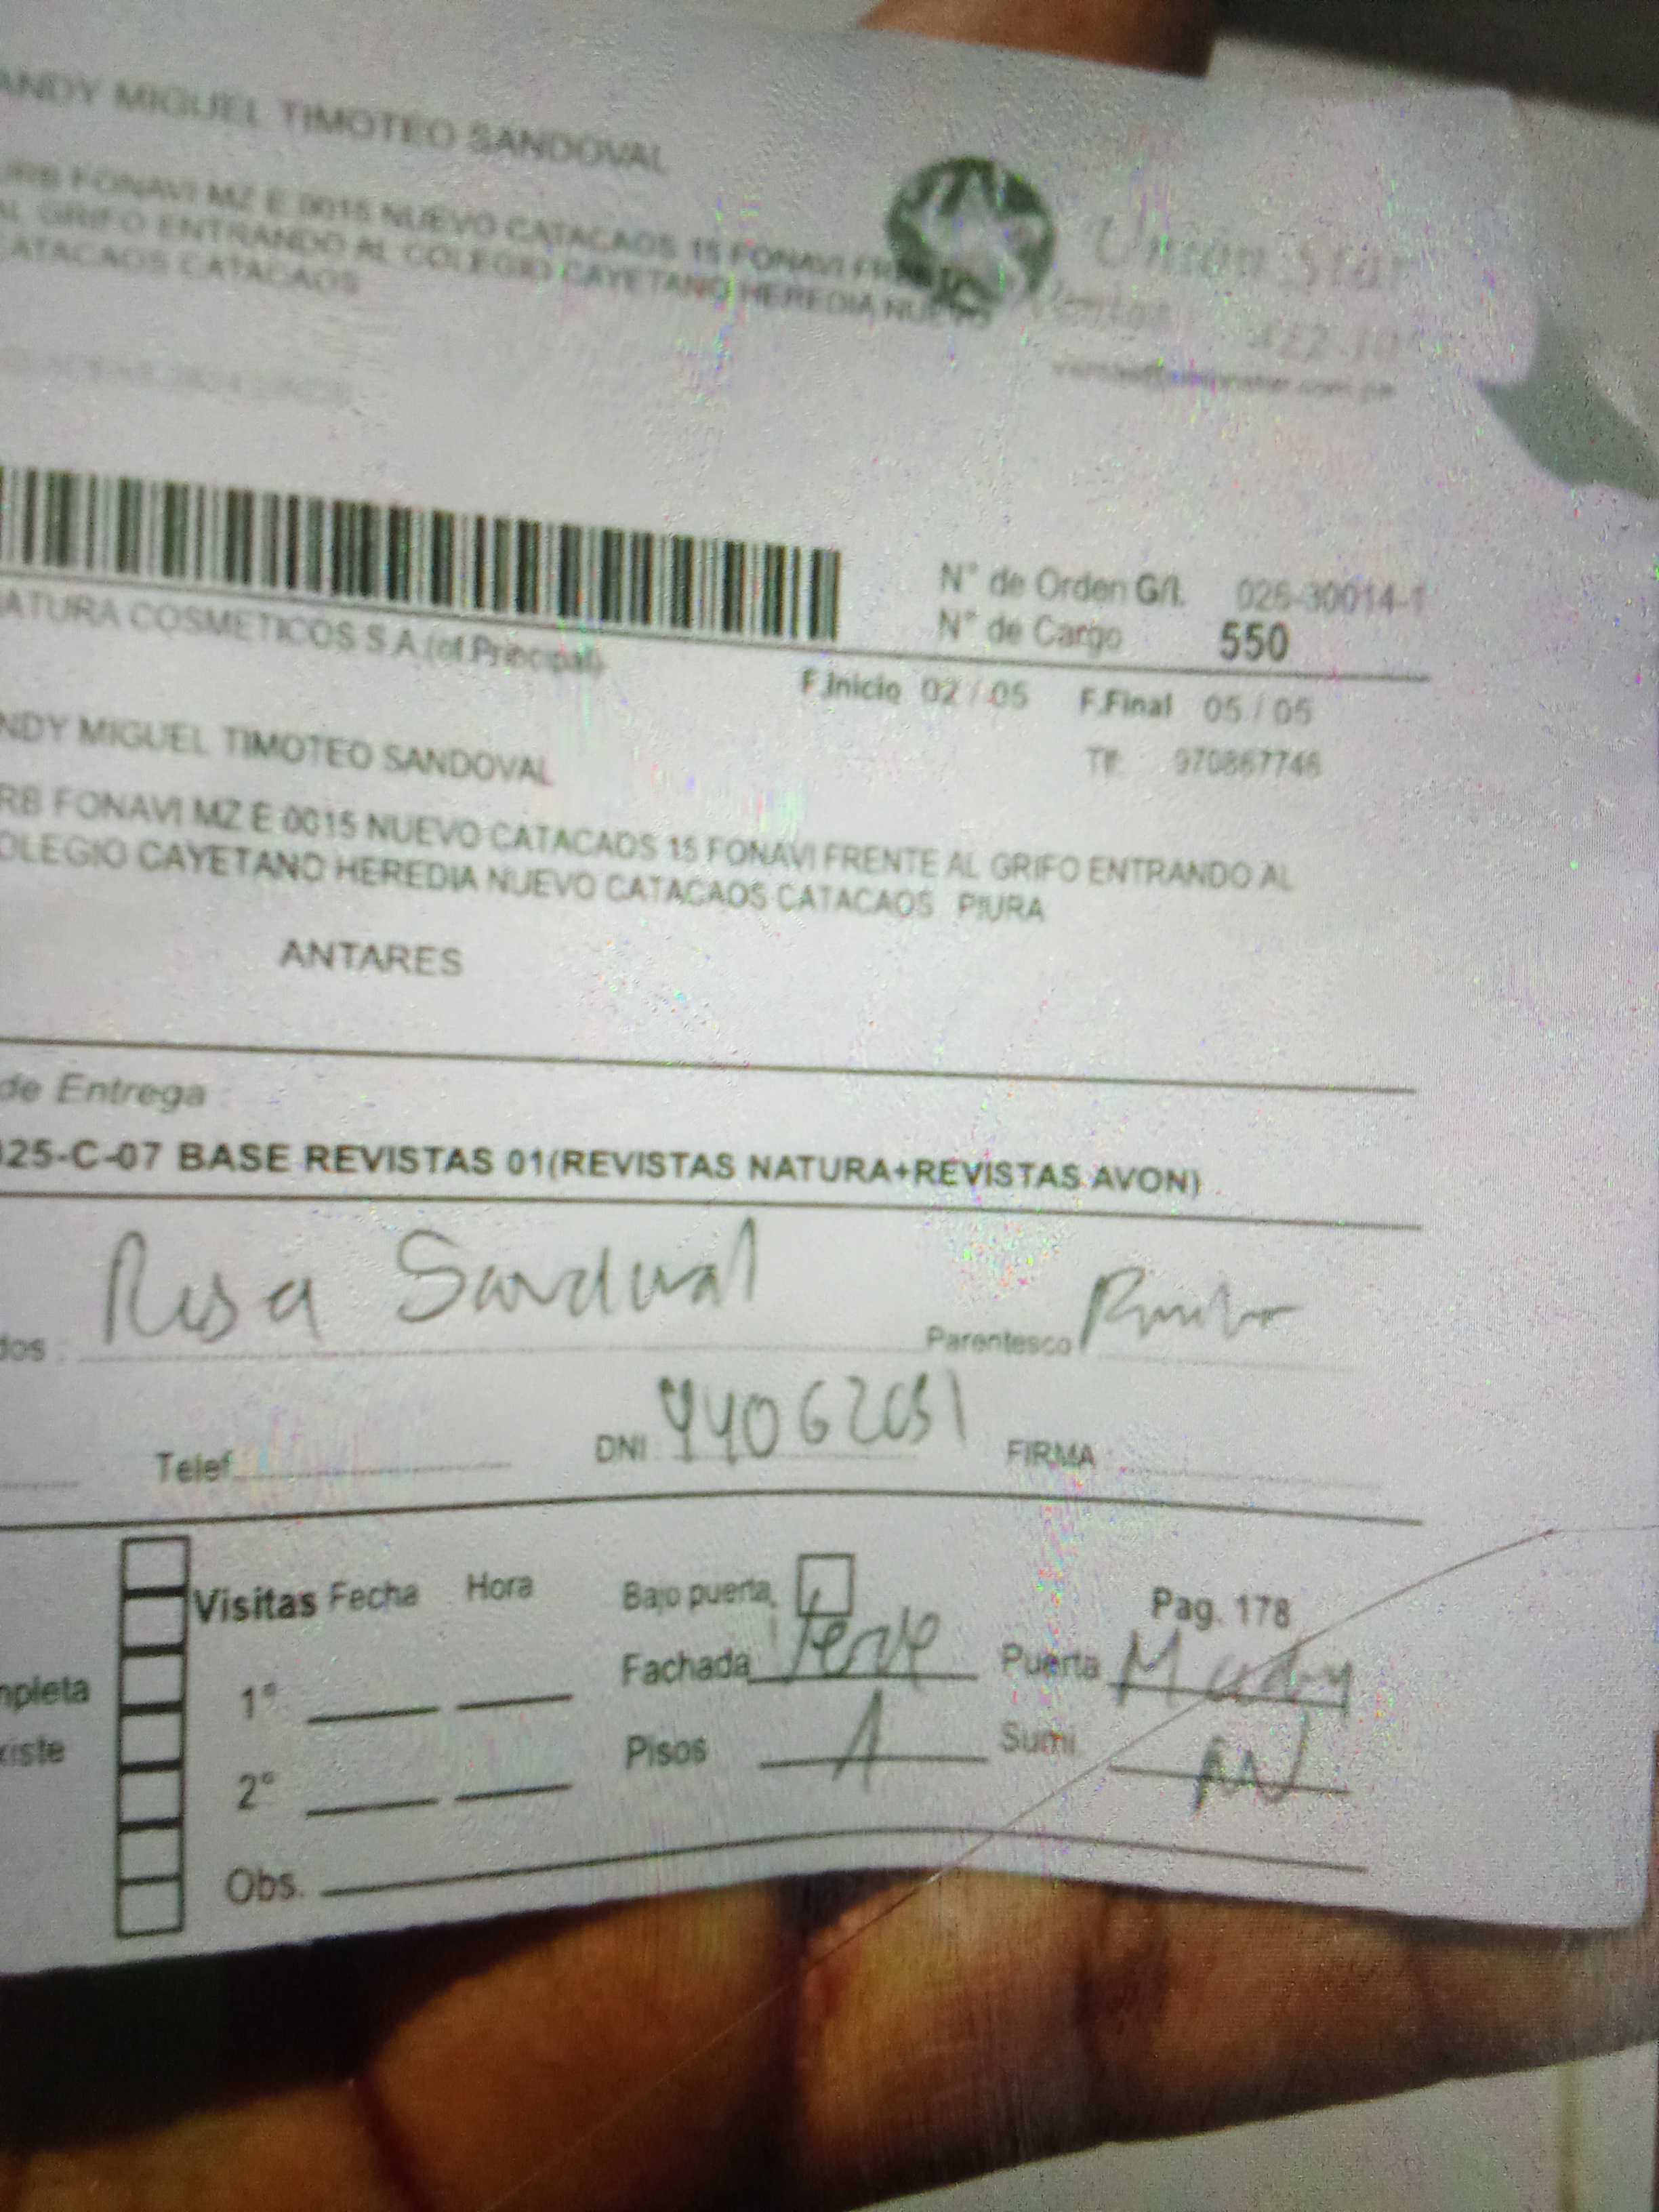 ANDY MIGUEL TIMOTEO SANDOVAL
URB FONAVI MZ E 0015 NUEVO CATACAOS 15 FONAVI FRENTE
AL GRIFO ENTRANDO AL COLEGIO CAYETANO HEREDIA NUEVO
CATACAOS CATACAOS
Union Star
Ventas
N° de Orden G/I. 026-30014-1
N° de Cargo 550
NATURA COSMETICOS S.A.(of.Principal)
F.Inicio 02 / 05 F.Final 05 / 05
NDY MIGUEL TIMOTEO SANDOVAL
Tlf: 970867746
RB FONAVI MZ E 0015 NUEVO CATACAOS 15 FONAVI FRENTE AL GRIFO ENTRANDO AL
OLEGIO CAYETANO HEREDIA NUEVO CATACAOS CATACAOS PIURA
ANTARES
de Entrega
025-C-07 BASE REVISTAS 01(REVISTAS NATURA+REVISTAS AVON)
dos Rosa Sandoval Parentesco
Telef. DNI FIRMA
Visitas Fecha Hora Bajo puerta Pag. 178
Fachada Puerta
mpleta 1°
xiste Pisos 1 Sumi.
2°
Obs.